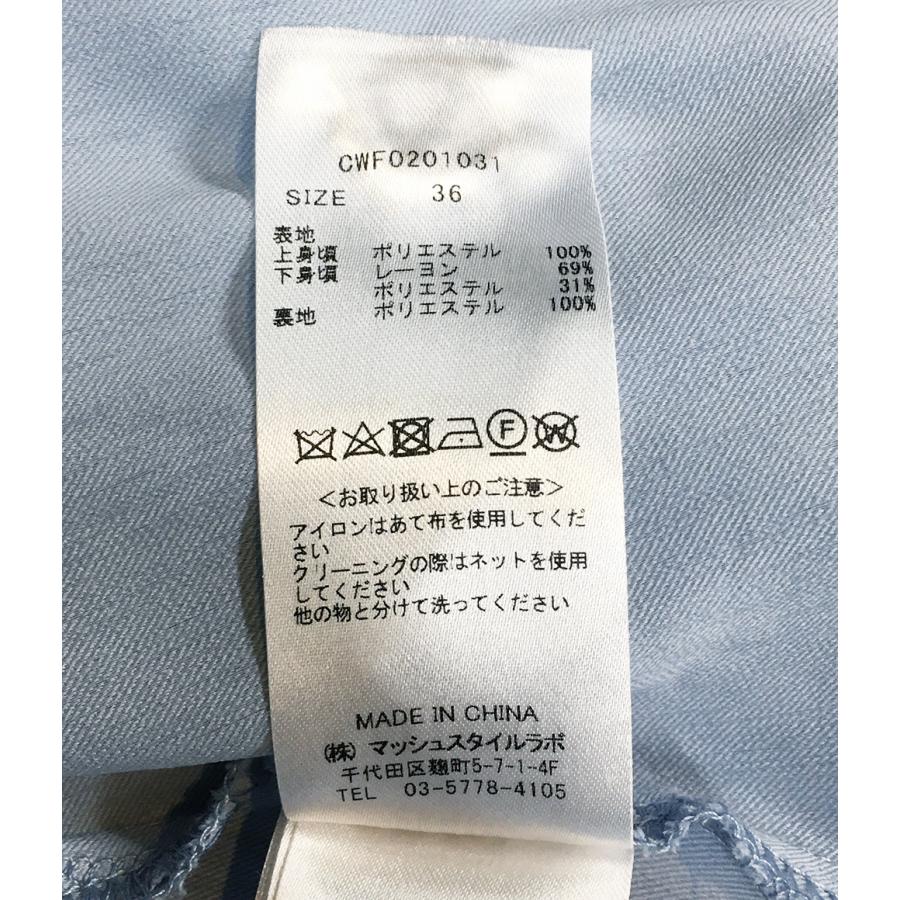 CWF0201031
SIZE 36
表地
上身頃 ポリエステル 100%
下身頃 レーヨン 69%
ポリエステル 31%
裏地 ポリエステル 100%
F W
＜お取り扱い上のご注意＞
アイロンはあて布を使用してくだ
さい
クリーニングの際はネットを使用
してください
他の物と分けて洗ってください
MADE IN CHINA
(株) マッシュスタイルラボ
千代田区麹町5-7-1-4F
TEL 03-5778-4105